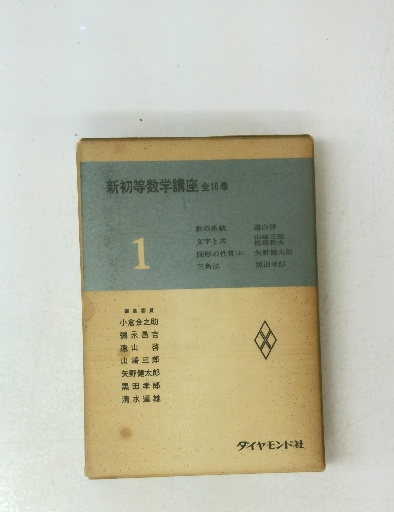 新初等数学講座 全10巻
1
数の系統 遠山啓
文字と式 山崎三郎
松尾 
図形の性質(上) 矢野健太郎
三角法 黒田孝郎
編集委員
小倉金之助
彌永昌吉
遠山 啓
山崎三郎
矢野健太郎
黒田孝郎
清水達雄
ダイヤモンド社